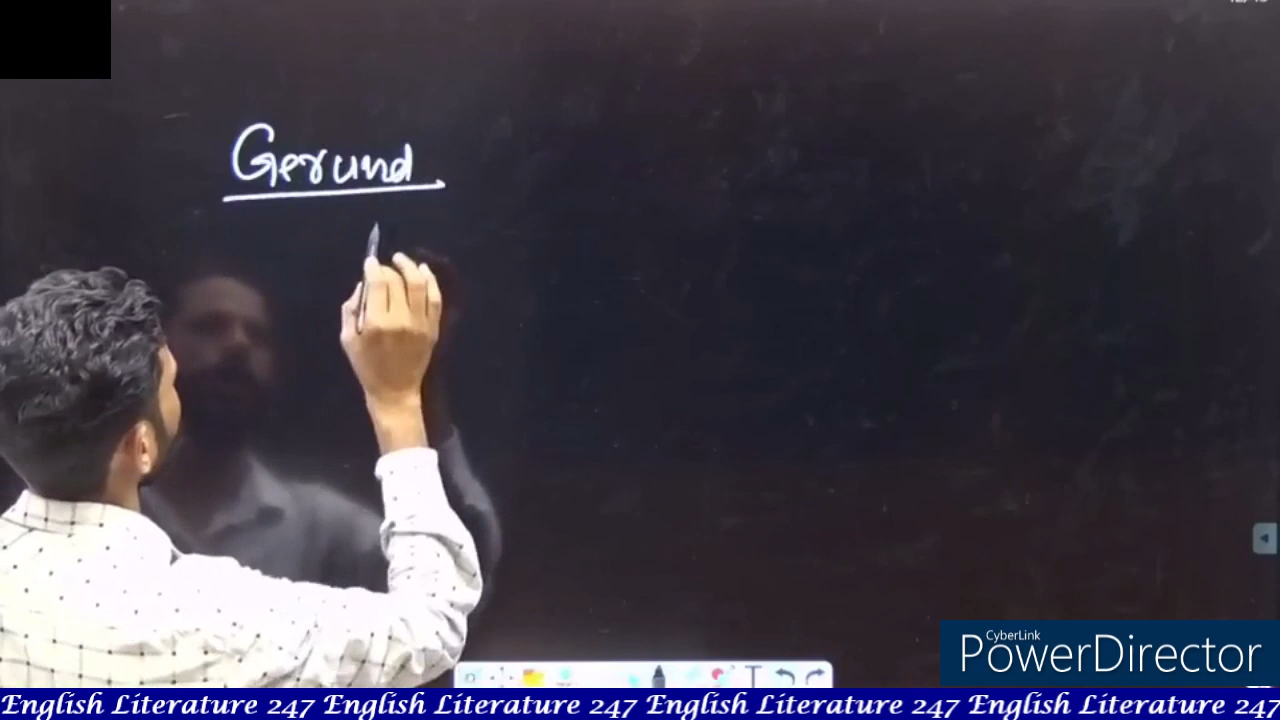 Gerund
CyberLink
PowerDirector
English Literature 247 English Literature 247 English Literature 247 English Literature 247